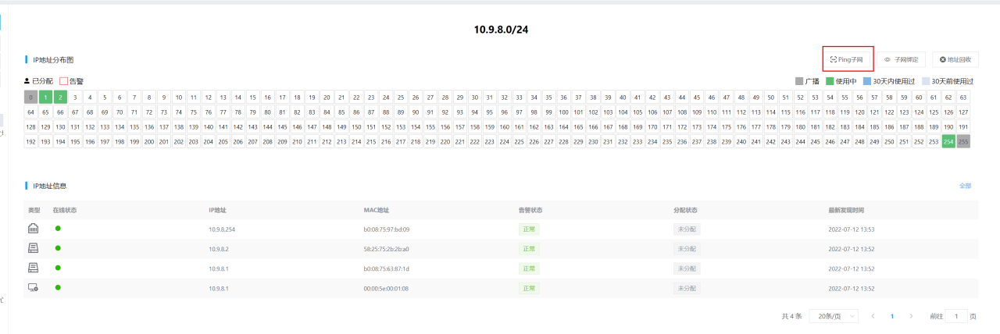 10.9.8.0/24
IP地址分布图 Ping子网 子网绑定 地址回收
已分配 告警 广播 使用中 30天内使用过 30天前使用过
0 1 2 3 4 5 6 7 8 9 10 11 12 13 14 15 16 17 18 19 20 21 22 23 24 25 26 27 28 29 30 31 32 33 34 35 36 37 38 39 40 41 42 43 44 45 46 47 48 49 50 51 52 53 54 55 56 57 58 59 60 61 62 63
64 65 66 67 68 69 70 71 72 73 74 75 76 77 78 79 80 81 82 83 84 85 86 87 88 89 90 91 92 93 94 95 96 97 98 99 100 101 102 103 104 105 106 107 108 109 110 111 112 113 114 115 116 117 118 119 120 121 122 123 124 125 126 127
128 129 130 131 132 133 134 135 136 137 138 139 140 141 142 143 144 145 146 147 148 149 150 151 152 153 154 155 156 157 158 159 160 161 162 163 164 165 166 167 168 169 170 171 172 173 174 175 176 177 178 179 180 181 182 183 184 185 186 187 188 189 190 191
192 193 194 195 196 197 198 199 200 201 202 203 204 205 206 207 208 209 210 211 212 213 214 215 216 217 218 219 220 221 222 223 224 225 226 227 228 229 230 231 232 233 234 235 236 237 238 239 240 241 242 243 244 245 246 247 248 249 250 251 252 253 254 255
IP地址信息 全部
类型 在线状态 IP地址 MAC地址 告警状态 分配状态 最新发现时间
10.9.8.254 b0:08:75:97:bd:09 正常 未分配 2022-07-12 13:53
10.9.8.2 58:25:75:2b:2b:a0 正常 未分配 2022-07-12 13:52
10.9.8.1 b0:08:75:63:87:1d 正常 未分配 2022-07-12 13:52
10.9.8.1 00:00:5e:00:01:08 正常 未分配 2022-07-12 13:52
共 4 条 20条/页 1 前往 1 页